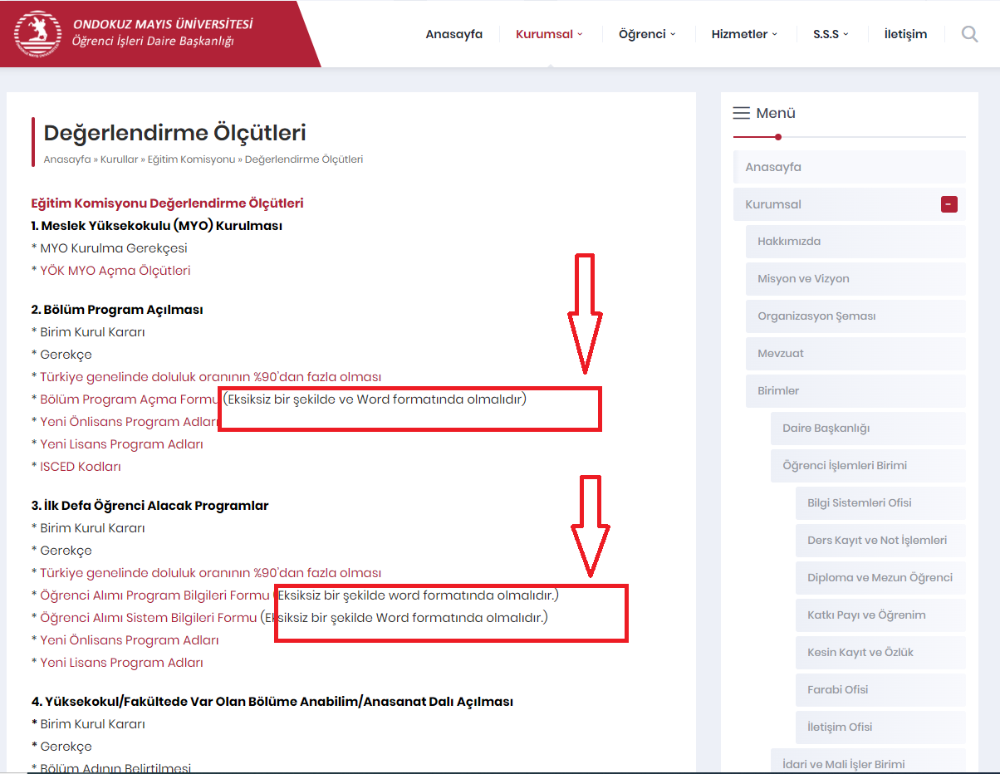 ONDOKUZ MAYIS ÜNİVERSİTESİ
Öğrenci İşleri Daire Başkanlığı
Anasayfa Kurumsal Öğrenci Hizmetler S.S.S İletişim
Değerlendirme Ölçütleri
Anasayfa » Kurullar » Eğitim Komisyonu » Değerlendirme Ölçütleri
Eğitim Komisyonu Değerlendirme Ölçütleri
1. Meslek Yüksekokulu (MYO) Kurulması
* MYO Kurulma Gerekçesi
* YÖK MYO Açma Ölçütleri
2. Bölüm Program Açılması
* Birim Kurul Kararı
* Gerekçe
* Türkiye genelinde doluluk oranının %90'dan fazla olması
* Bölüm Program Açma Formu (Eksiksiz bir şekilde ve Word formatında olmalıdır)
* Yeni Önlisans Program Adları
* Yeni Lisans Program Adları
* ISCED Kodları
3. İlk Defa Öğrenci Alacak Programlar
* Birim Kurul Kararı
* Gerekçe
* Türkiye genelinde doluluk oranının %90'dan fazla olması
* Öğrenci Alımı Program Bilgileri Formu (Eksiksiz bir şekilde word formatında olmalıdır.)
* Öğrenci Alımı Sistem Bilgileri Formu (Eksiksiz bir şekilde Word formatında olmalıdır.)
* Yeni Önlisans Program Adları
* Yeni Lisans Program Adları
4. Yüksekokul/Fakültede Var Olan Bölüme Anabilim/Anasanat Dalı Açılması
* Birim Kurul Kararı
* Gerekçe
* Bölüm Adının Belirtilmesi
Menü
Anasayfa
Kurumsal
Hakkımızda
Misyon ve Vizyon
Organizasyon Şeması
Mevzuat
Birimler
Daire Başkanlığı
Öğrenci İşlemleri Birimi
Bilgi Sistemleri Ofisi
Ders Kayıt ve Not İşlemleri
Diploma ve Mezun Öğrenci
Katkı Payı ve Öğrenim
Kesin Kayıt ve Özlük
Farabi Ofisi
İletişim Ofisi
İdari ve Mali İşler Birimi